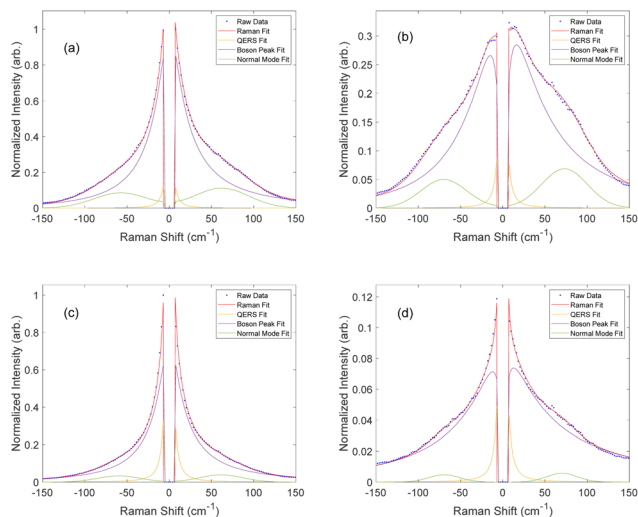 (a)
Raw Data
Raman Fit
QERS Fit
Boson Peak Fit
Normal Mode Fit
Normalized Intensity (arb.)
1
0.8
0.6
0.4
0.2
0
-150 -100 -50 0 50 100 150
Raman Shift (cm-1)
(b)
Raw Data
Raman Fit
QERS Fit
Boson Peak Fit
Normal Mode Fit
Normalized Intensity (arb.)
0.3
0.25
0.2
0.15
0.1
0.05
0
-150 -100 -50 0 50 100 150
Raman Shift (cm-1)
(c)
Raw Data
Raman Fit
QERS Fit
Boson Peak Fit
Normal Mode Fit
Normalized Intensity (arb.)
1
0.8
0.6
0.4
0.2
0
-150 -100 -50 0 50 100 150
Raman Shift (cm-1)
(d)
Raw Data
Raman Fit
QERS Fit
Boson Peak Fit
Normal Mode Fit
Normalized Intensity (arb.)
0.12
0.1
0.08
0.06
0.04
0.02
0
-150 -100 -50 0 50 100 150
Raman Shift (cm-1)